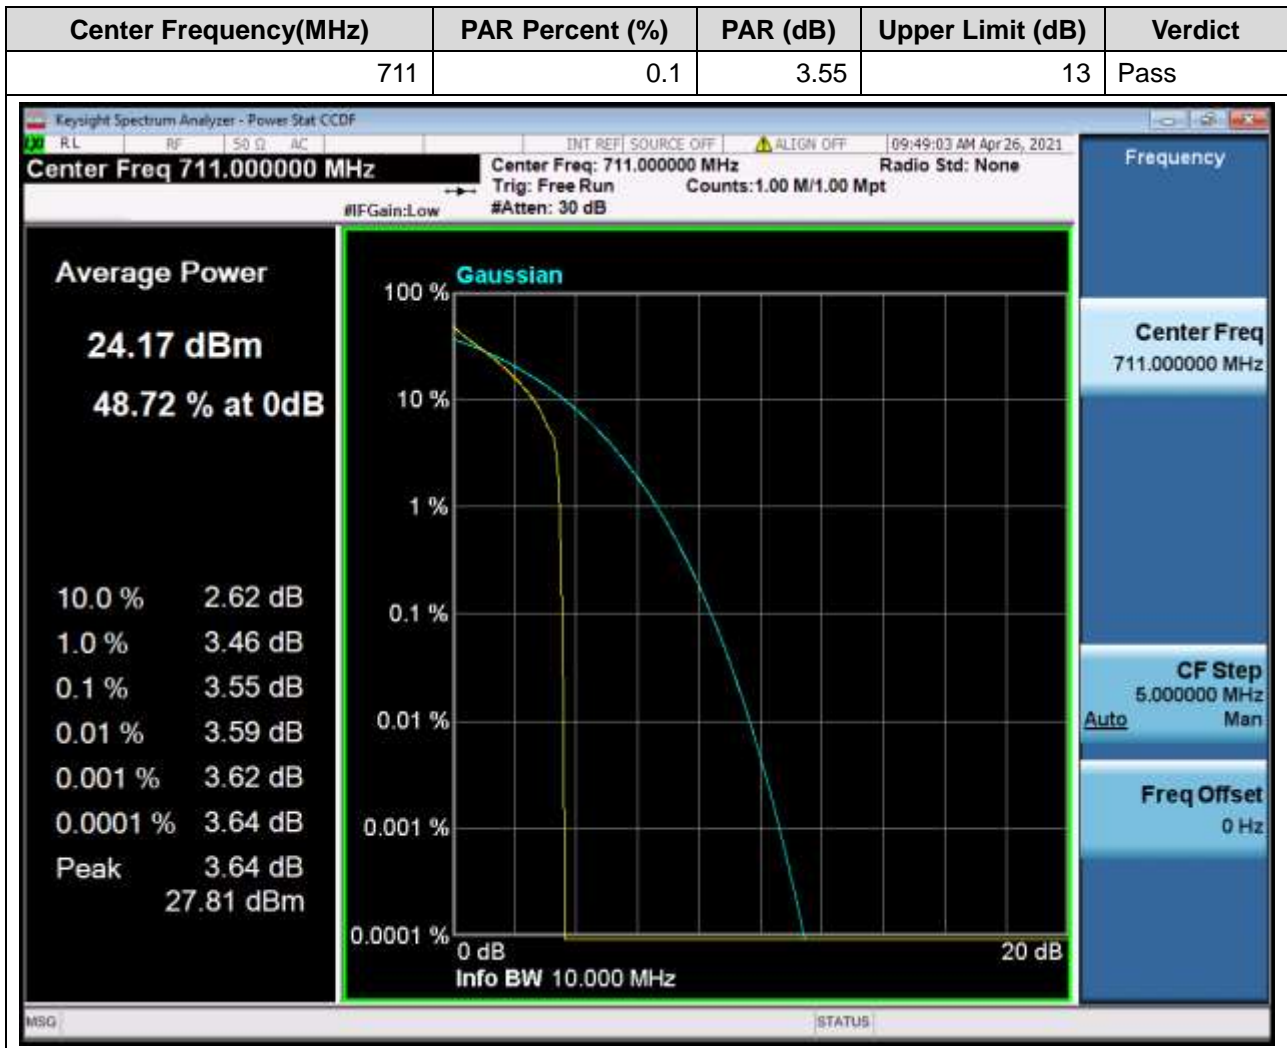 Center Frequency(MHz) PAR Percent (%) PAR (dB) Upper Limit (dB) Verdict
711 0.1 3.55 13 Pass
Keysight Spectrum Analyzer - Power Stat CCDF
RL RF 50 Ω AC INT REF SOURCE OFF ALIGN OFF 09:49:03 AM Apr 26, 2021
Center Freq 711.000000 MHz Center Freq: 711.000000 MHz Radio Std: None
Trig: Free Run Counts:1.00 M/1.00 Mpt
#IFGain:Low #Atten: 30 dB
Frequency
Average Power
24.17 dBm
48.72 % at 0dB
10.0 % 2.62 dB
1.0 % 3.46 dB
0.1 % 3.55 dB
0.01 % 3.59 dB
0.001 % 3.62 dB
0.0001 % 3.64 dB
Peak 3.64 dB
27.81 dBm
Gaussian
100 %
10 %
1 %
0.1 %
0.01 %
0.001 %
0.0001 %
0 dB 20 dB
Info BW 10.000 MHz
Center Freq
711.000000 MHz
CF Step
5.000000 MHz
Auto Man
Freq Offset
0 Hz
MSG STATUS